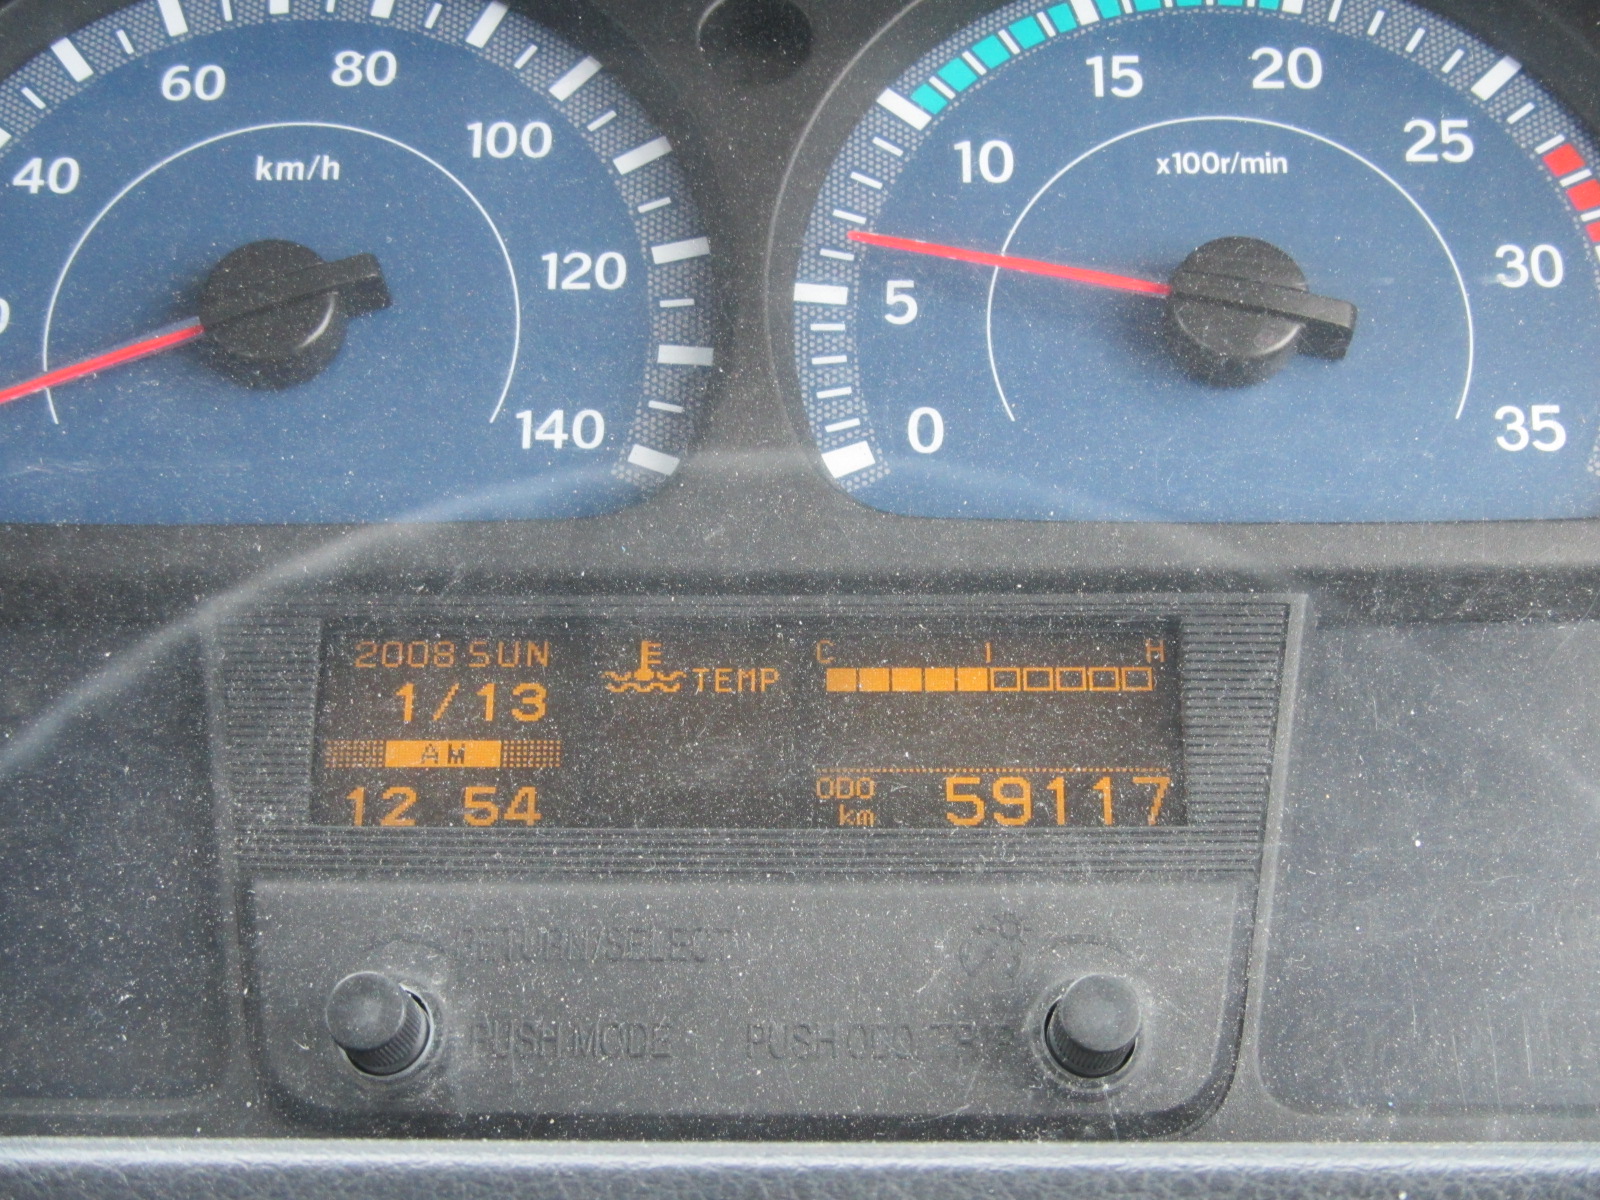 40
60
80
100
120
140
km/h
0
5
10
15
20
25
30
35
x100r/min
2008 SUN
1/13
AM
12 54
TEMP
C
H
ODO
km
59117
RETURN/SELECT
PUSH MODE
PUSH ODO, TRIP